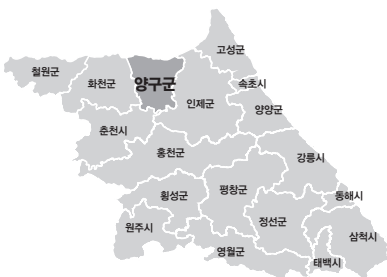 고성군
철원군
화천군
양구군
속초시
인제군
양양군
춘천시
홍천군
강릉시
횡성군
평창군
동해시
원주시
정선군
삼척시
영월군
태백시